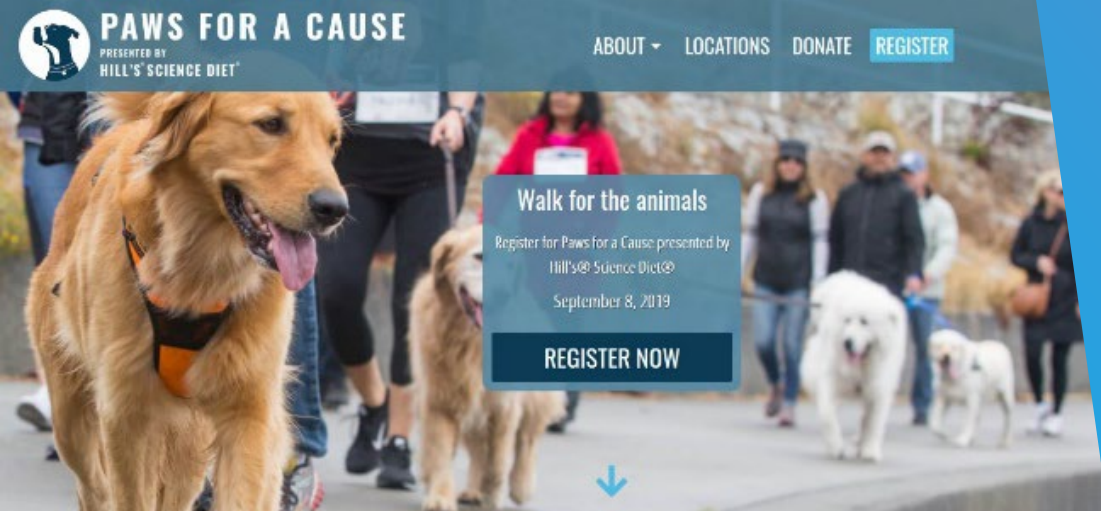 PAWS FOR A CAUSE
PRESENTED BY
HILL'S® SCIENCE DIET®
ABOUT
LOCATIONS
DONATE
REGISTER
Walk for the animals
Register for Paws for a Cause presented by
Hill's® Science Diet®
September 8, 2019
REGISTER NOW